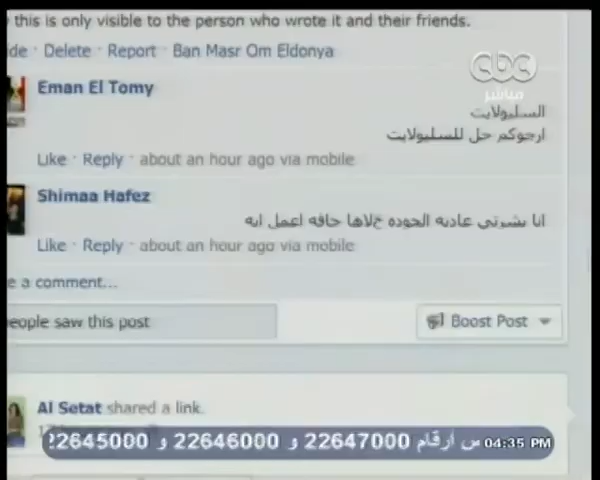 this is only visible to the person who wrote it and their friends.
Delete · Report · Ban Masr Om Eldonya
cbc
مباشر
Eman El Tomy
السليولايت
ارجوكم حل للسليولايت
Like · Reply · about an hour ago via mobile
Shimaa Hafez
انا بشرتي عاديه الجوده خلاها جافه اعمل ايه
Like · Reply · about an hour ago via mobile
a comment...
people saw this post
Boost Post
Al Setat shared a link.
04:35 PM
أرقام 22647000 و 22646000 و 22645000